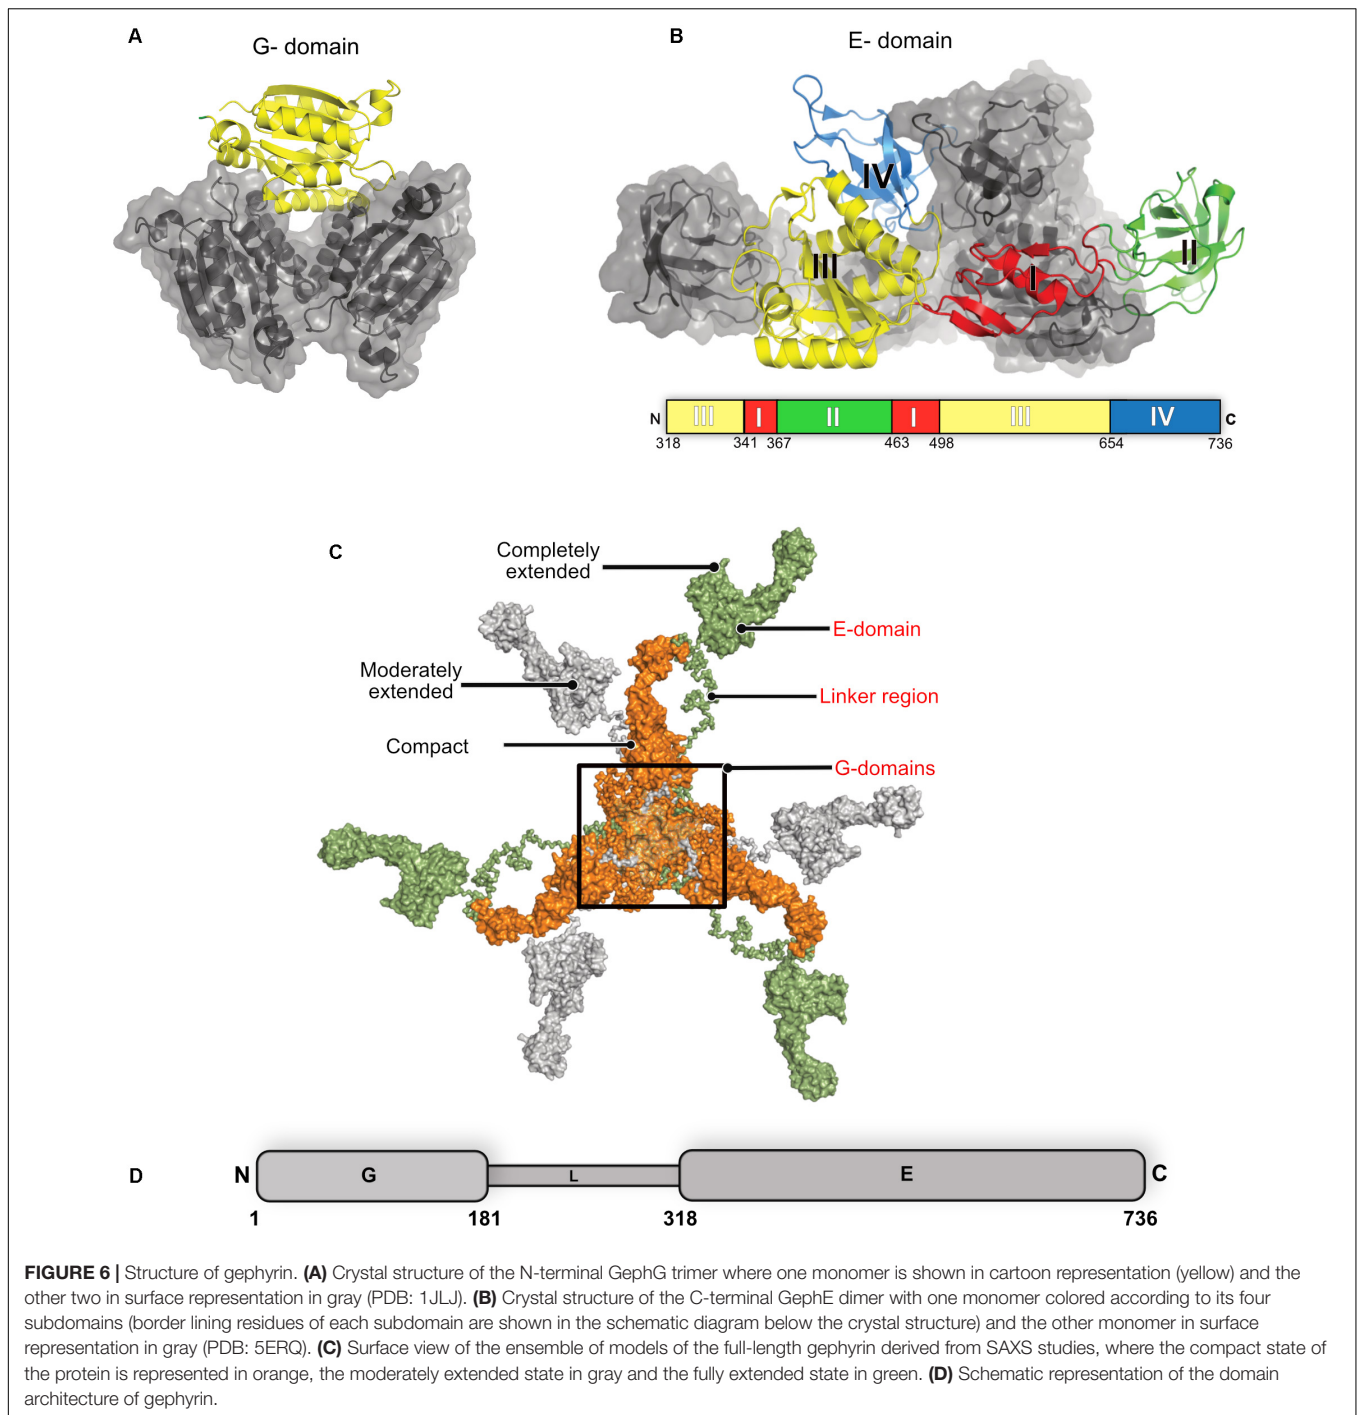 A
G- domain
B
E- domain
IV
III
I
II
N III I II I III IV C
318 341 367 463 498 654 736
C
Completely
extended
E-domain
Moderately
extended
Linker region
Compact
G-domains
D N G L E C
1 181 318 736
FIGURE 6 | Structure of gephyrin. (A) Crystal structure of the N-terminal GephG trimer where one monomer is shown in cartoon representation (yellow) and the
other two in surface representation in gray (PDB: 1JLJ). (B) Crystal structure of the C-terminal GephE dimer with one monomer colored according to its four
subdomains (border lining residues of each subdomain are shown in the schematic diagram below the crystal structure) and the other monomer in surface
representation in gray (PDB: 5ERQ). (C) Surface view of the ensemble of models of the full-length gephyrin derived from SAXS studies, where the compact state of
the protein is represented in orange, the moderately extended state in gray and the fully extended state in green. (D) Schematic representation of the domain
architecture of gephyrin.